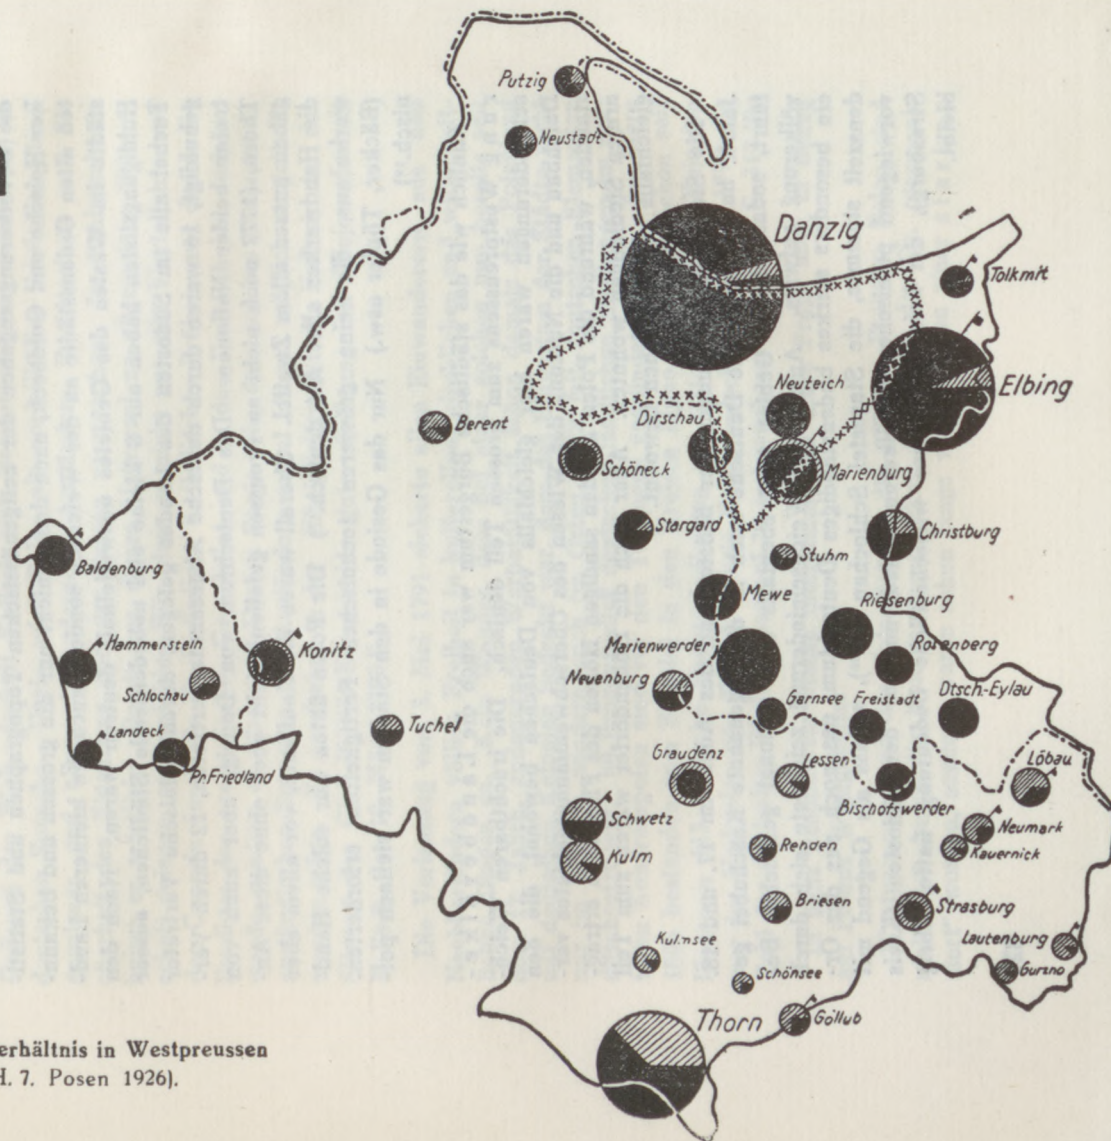 Putzig
Neustadt
Danzig
Tolkmit
Elbing
Neuteich
Berent
Dirschau
Schöneck
Marienburg
Stargard
Christburg
Stuhm
Baldenburg
Mewe
Riesenburg
Hammerstein
Konitz
Marienwerder
Rosenberg
Schlochau
Neuenburg
Garnsee
Freistadt
Dtsch-Eylau
Landeck
Tuchel
Pr. Friedland
Graudenz
Lessen
Löbau
Bischofswerder
Schwetz
Neumark
Kulm
Rehden
Kauernick
Briesen
Strasburg
Kulmsee
Lautenburg
Schönsee
Gurzno
Thorn
Gollub
erhältnis in Westpreussen
H. 7. Posen 1926).